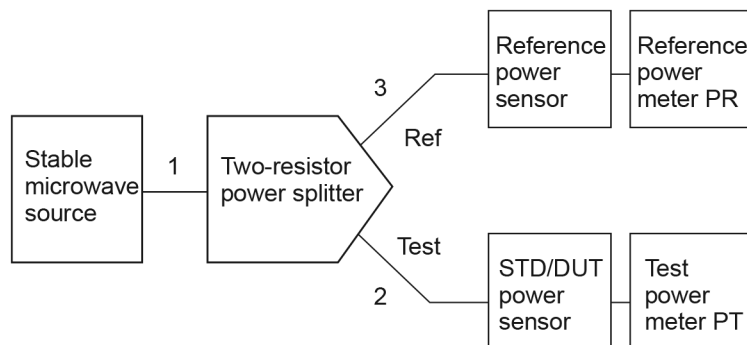 Stable
microwave
source
1
Two-resistor
power splitter
3
Ref
Reference
power
sensor
Reference
power
meter PR
Test
2
STD/DUT
power
sensor
Test
power
meter PT